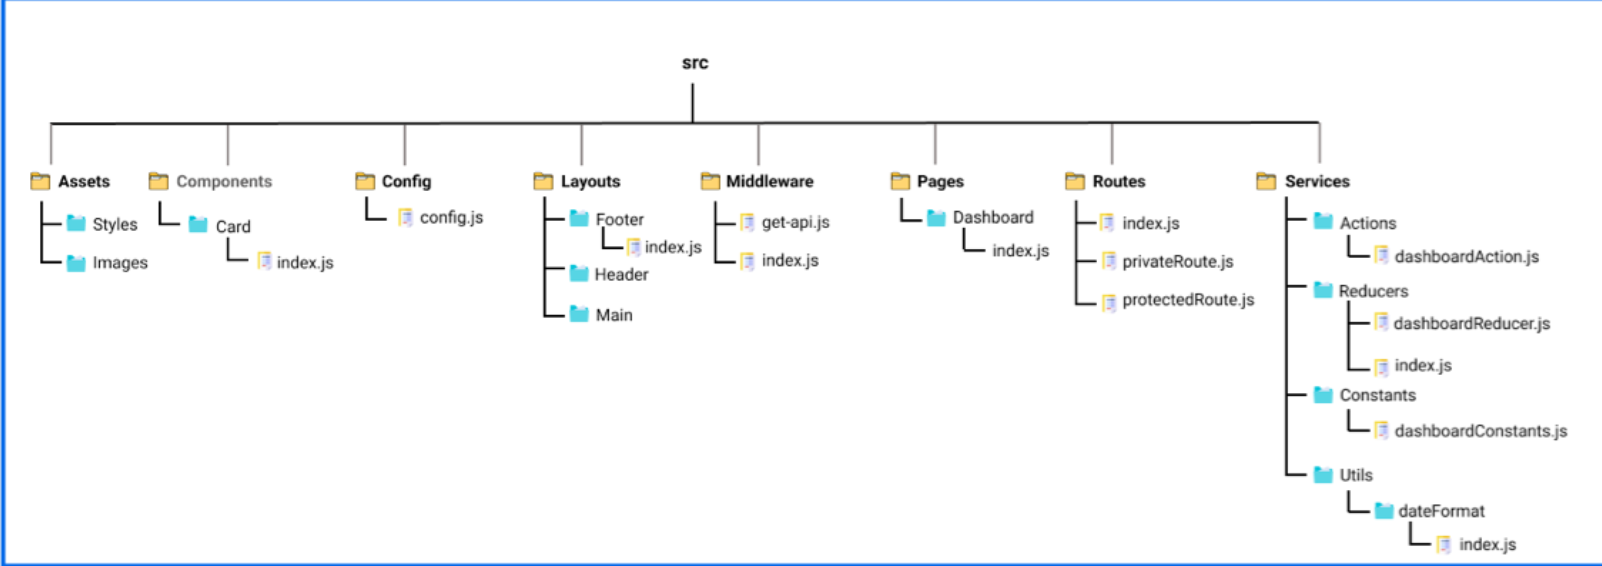 src
Assets
Styles
Images
Components
Card
index.js
Config
config.js
Layouts
Footer
index.js
Header
Main
Middleware
get-api.js
index.js
Pages
Dashboard
index.js
Routes
index.js
privateRoute.js
protectedRoute.js
Services
Actions
dashboardAction.js
Reducers
dashboardReducer.js
index.js
Constants
dashboardConstants.js
Utils
dateFormat
index.js